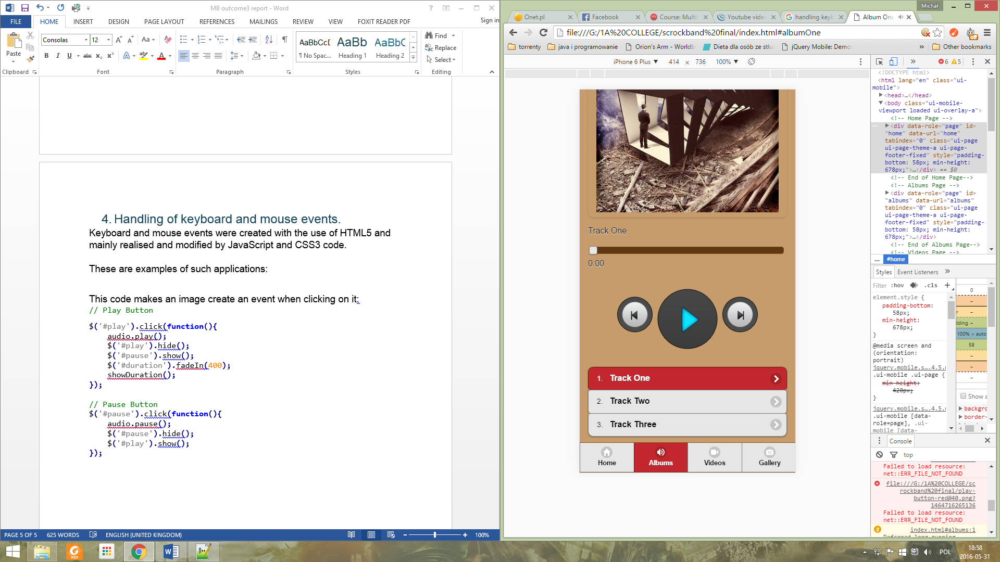 MB outcome3 report - Word
FILE
HOME
INSERT
DESIGN
PAGE LAYOUT
REFERENCES
MAILINGS
REVIEW
VIEW
FOXIT READER PDF
Sign in
Paste
Consolas
12
Find
Replace
Select
AaBbCcD
AaBb
AaBbC
¶ No Spac...
Heading 1
Heading 2
Clipboard
Font
Paragraph
Styles
Editing
4. Handling of keyboard and mouse events.
Keyboard and mouse events were created with the use of HTML5 and
mainly realised and modified by JavaScript and CSS3 code.
These are examples of such applications:
This code makes an image create an event when clicking on it:
// Play Button
$('#play').click(function(){
audio.play();
$('#play').hide();
$('#pause').show();
$('#duration').fadeIn(400);
showDuration();
});
// Pause Button
$('#pause').click(function(){
audio.pause();
$('#pause').hide();
$('#play').show();
});
PAGE 5 OF 5
625 WORDS
ENGLISH (UNITED KINGDOM)
100%
Michał
Onet.pl
Facebook
Course: Multim
Youtube videc
handling keyb
Album One
file:///G:/1A%20COLLEGE/scrockband%20final/index.html#albumOne
torrenty
java i programowanie
Orion's Arm - Worldb
Dieta dla osób ze stłu
jQuery Mobile: Demo
Other bookmarks
iPhone 6 Plus
414 × 736
100%
6
5
Track One
0:00
1. Track One
2. Track Two
3. Track Three
Home
Albums
Videos
Gallery
<!DOCTYPE html>
<html lang="en" class="ui-
mobile">
<head>…</head>
<body class="ui-mobile-
viewport loaded ui-overlay-a">
<!-- Home Page -->
<div data-role="page" id=
"home" data-url="home"
tabindex="0" class="ui-page
ui-page-theme-a ui-page-
footer-fixed" style="padding-
bottom: 58px; min-height:
678px;">…</div> == $0
<!-- End of Home Page-->
<!-- Albums Page -->
<div data-role="page" id=
"albums" data-url="albums"
tabindex="0" class="ui-page
ui-page-theme-a ui-page-
footer-fixed" style="padding-
bottom: 58px; min-height:
678px;">…</div>
<!-- End of Albums Page-->
<!-- Videos Page -->
... #home
Styles
Event Listeners
Filter
:hov
.cls
element.style {
padding-bottom:
58px;
min-height:
678px;
}
@media screen and
(orientation:
portrait)
jquery.mobile.s….4.5.m
.ui-mobile .ui-page {
min-height:
420px;
}
jquery.mobile.s….4.5.m
.ui-mobile [data-
role=page], .ui-
mobile [data-
0
dding
100% × auto
58
Show a
backgro
border-
Console
top
Failed to load resource:
net::ERR_FILE_NOT_FOUND
file:///G:/1A%20COLLEGE/sc
rockband%20final/play-
button-red@40.png?
1464716265136
Failed to load resource:
net::ERR_FILE_NOT_FOUND
2
index.html#albums:1
POL
18:58
2016-05-31